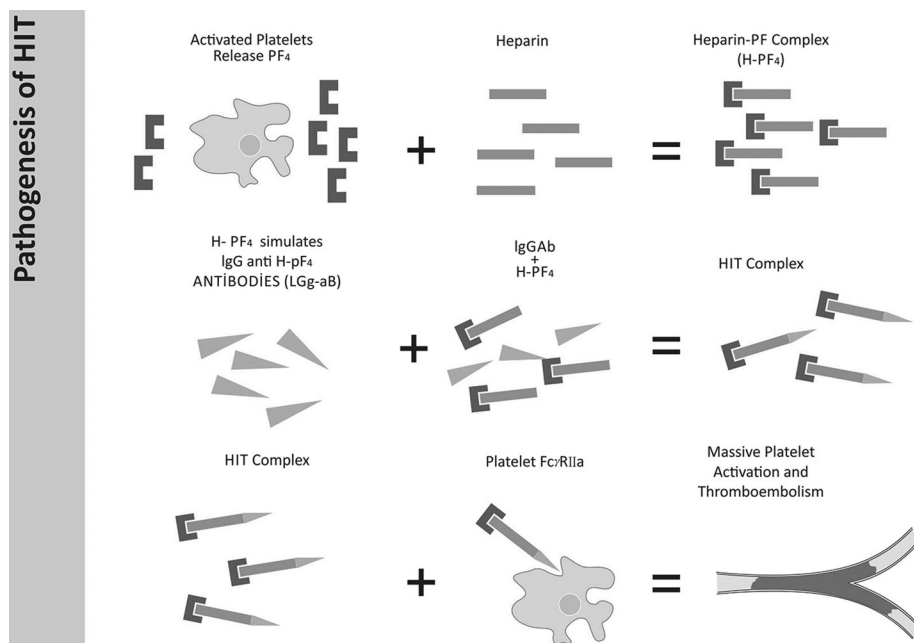 Pathogenesis of HIT
Activated Platelets
Release PF4
+
Heparin
=
Heparin-PF Complex
(H-PF4)
H- PF4 simulates
IgG anti H-pF4
ANTİBODİES (LGg-aB)
+
IgGAb
+
H-PF4
=
HIT Complex
HIT Complex
+
Platelet FcγRIIa
=
Massive Platelet
Activation and
Thromboembolism